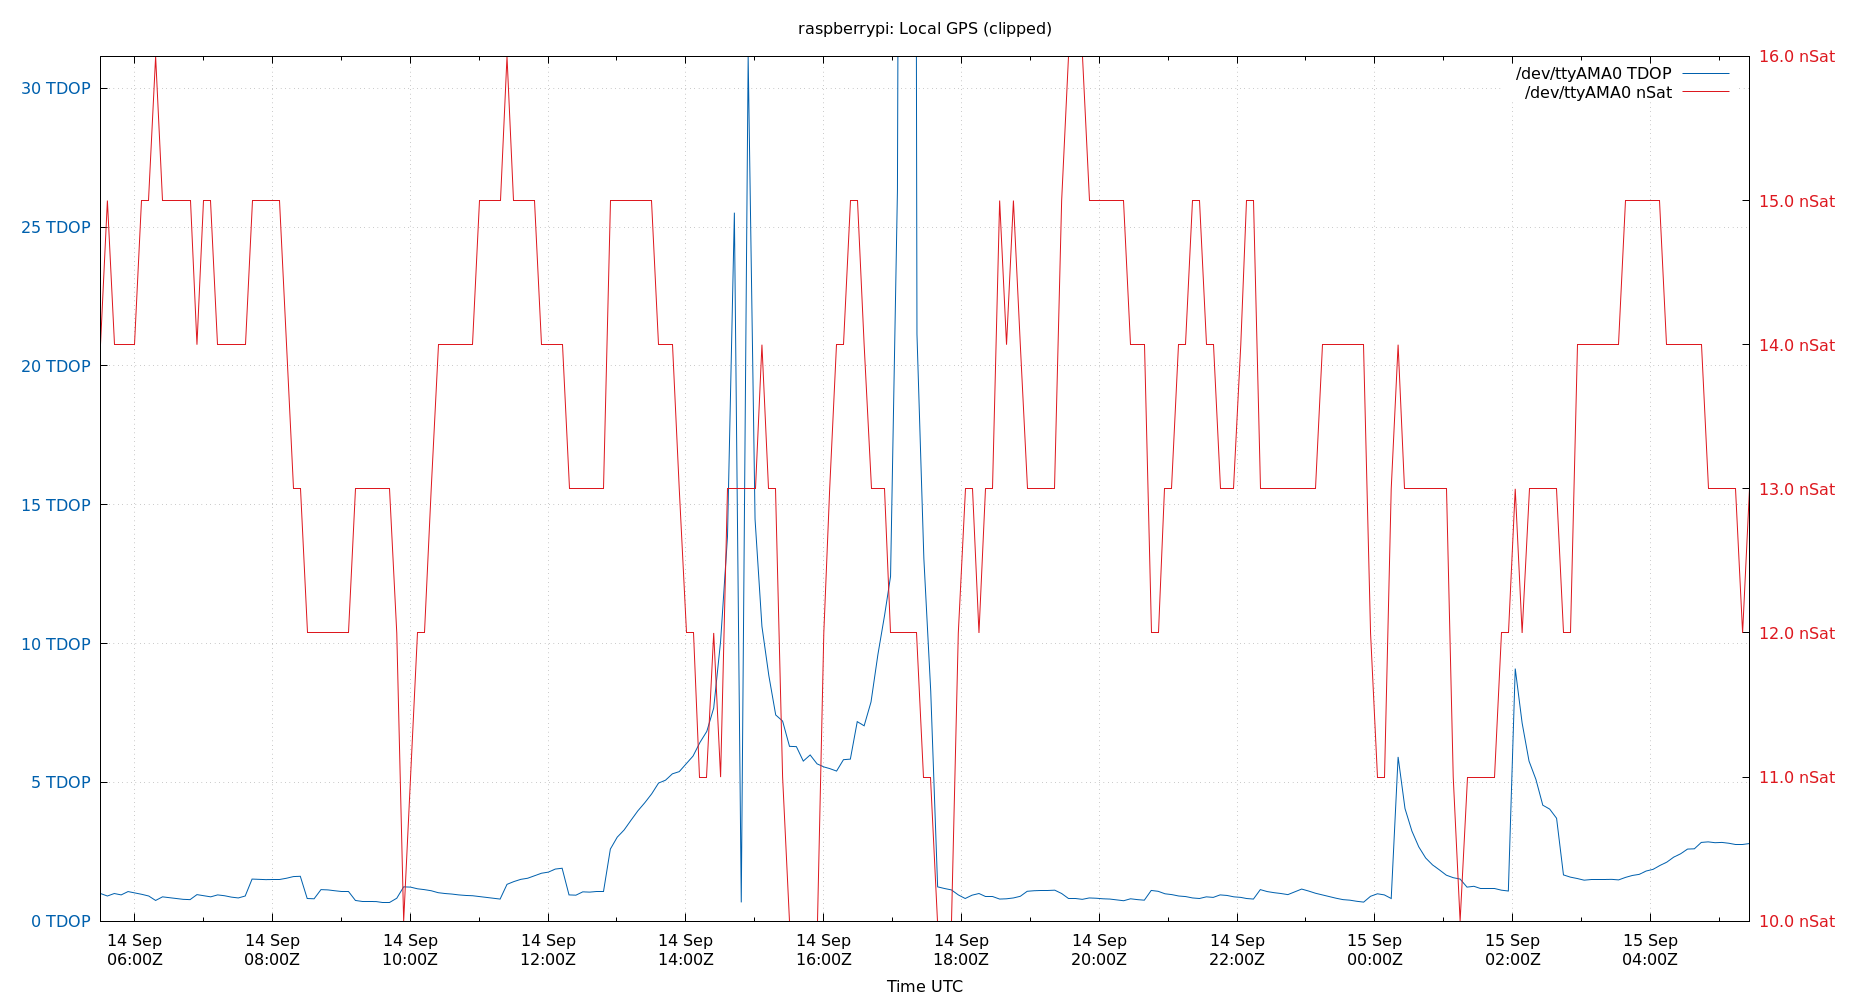 raspberrypi: Local GPS (clipped)
/dev/ttyAMA0 TDOP
/dev/ttyAMA0 nSat
30 TDOP
25 TDOP
20 TDOP
15 TDOP
10 TDOP
5 TDOP
0 TDOP
16.0 nSat
15.0 nSat
14.0 nSat
13.0 nSat
12.0 nSat
11.0 nSat
10.0 nSat
14 Sep
06:00Z
14 Sep
08:00Z
14 Sep
10:00Z
14 Sep
12:00Z
14 Sep
14:00Z
14 Sep
16:00Z
14 Sep
18:00Z
14 Sep
20:00Z
14 Sep
22:00Z
15 Sep
00:00Z
15 Sep
02:00Z
15 Sep
04:00Z
Time UTC